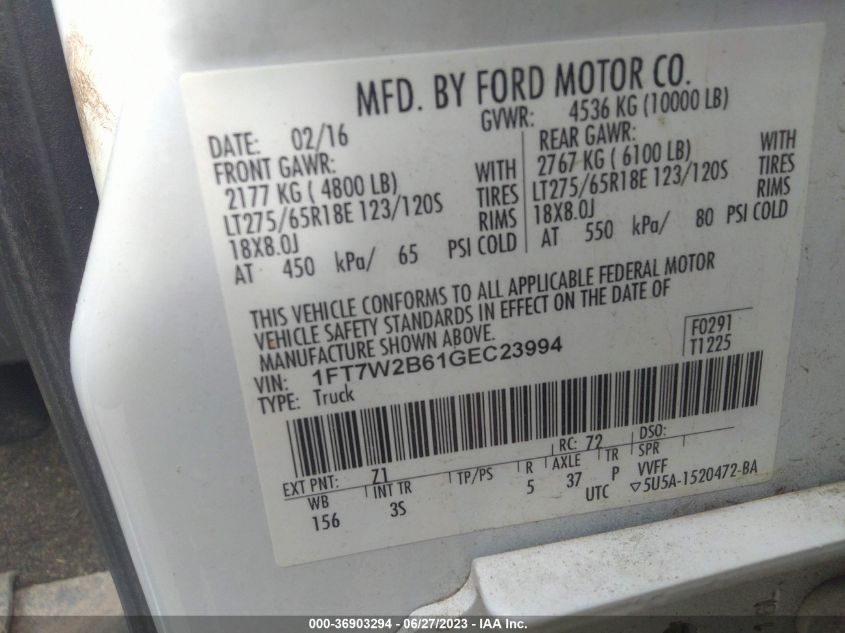 MFD. BY FORD MOTOR CO.
DATE: 02/16
GVWR: 4536 KG (10000 LB)
FRONT GAWR:
2177 KG ( 4800 LB) WITH
LT275/65R18E 123/120S TIRES
18X8.0J RIMS
AT 450 kPa/ 65 PSI COLD
REAR GAWR:
2767 KG ( 6100 LB) WITH
LT275/65R18E 123/120S TIRES
18X8.0J RIMS
AT 550 kPa/ 80 PSI COLD
THIS VEHICLE CONFORMS TO ALL APPLICABLE FEDERAL MOTOR
VEHICLE SAFETY STANDARDS IN EFFECT ON THE DATE OF
MANUFACTURE SHOWN ABOVE.
F0291
T1225
VIN: 1FT7W2B61GEC23994
TYPE: Truck
EXT PNT: Z1 RC: 72 DSO:
WB INT TR TP/PS R AXLE TR SPR
156 3S 5 37 P VVFF
UTC ▽5U5A-1520472-BA
000-36903294 - 06/27/2023 - IAA Inc.